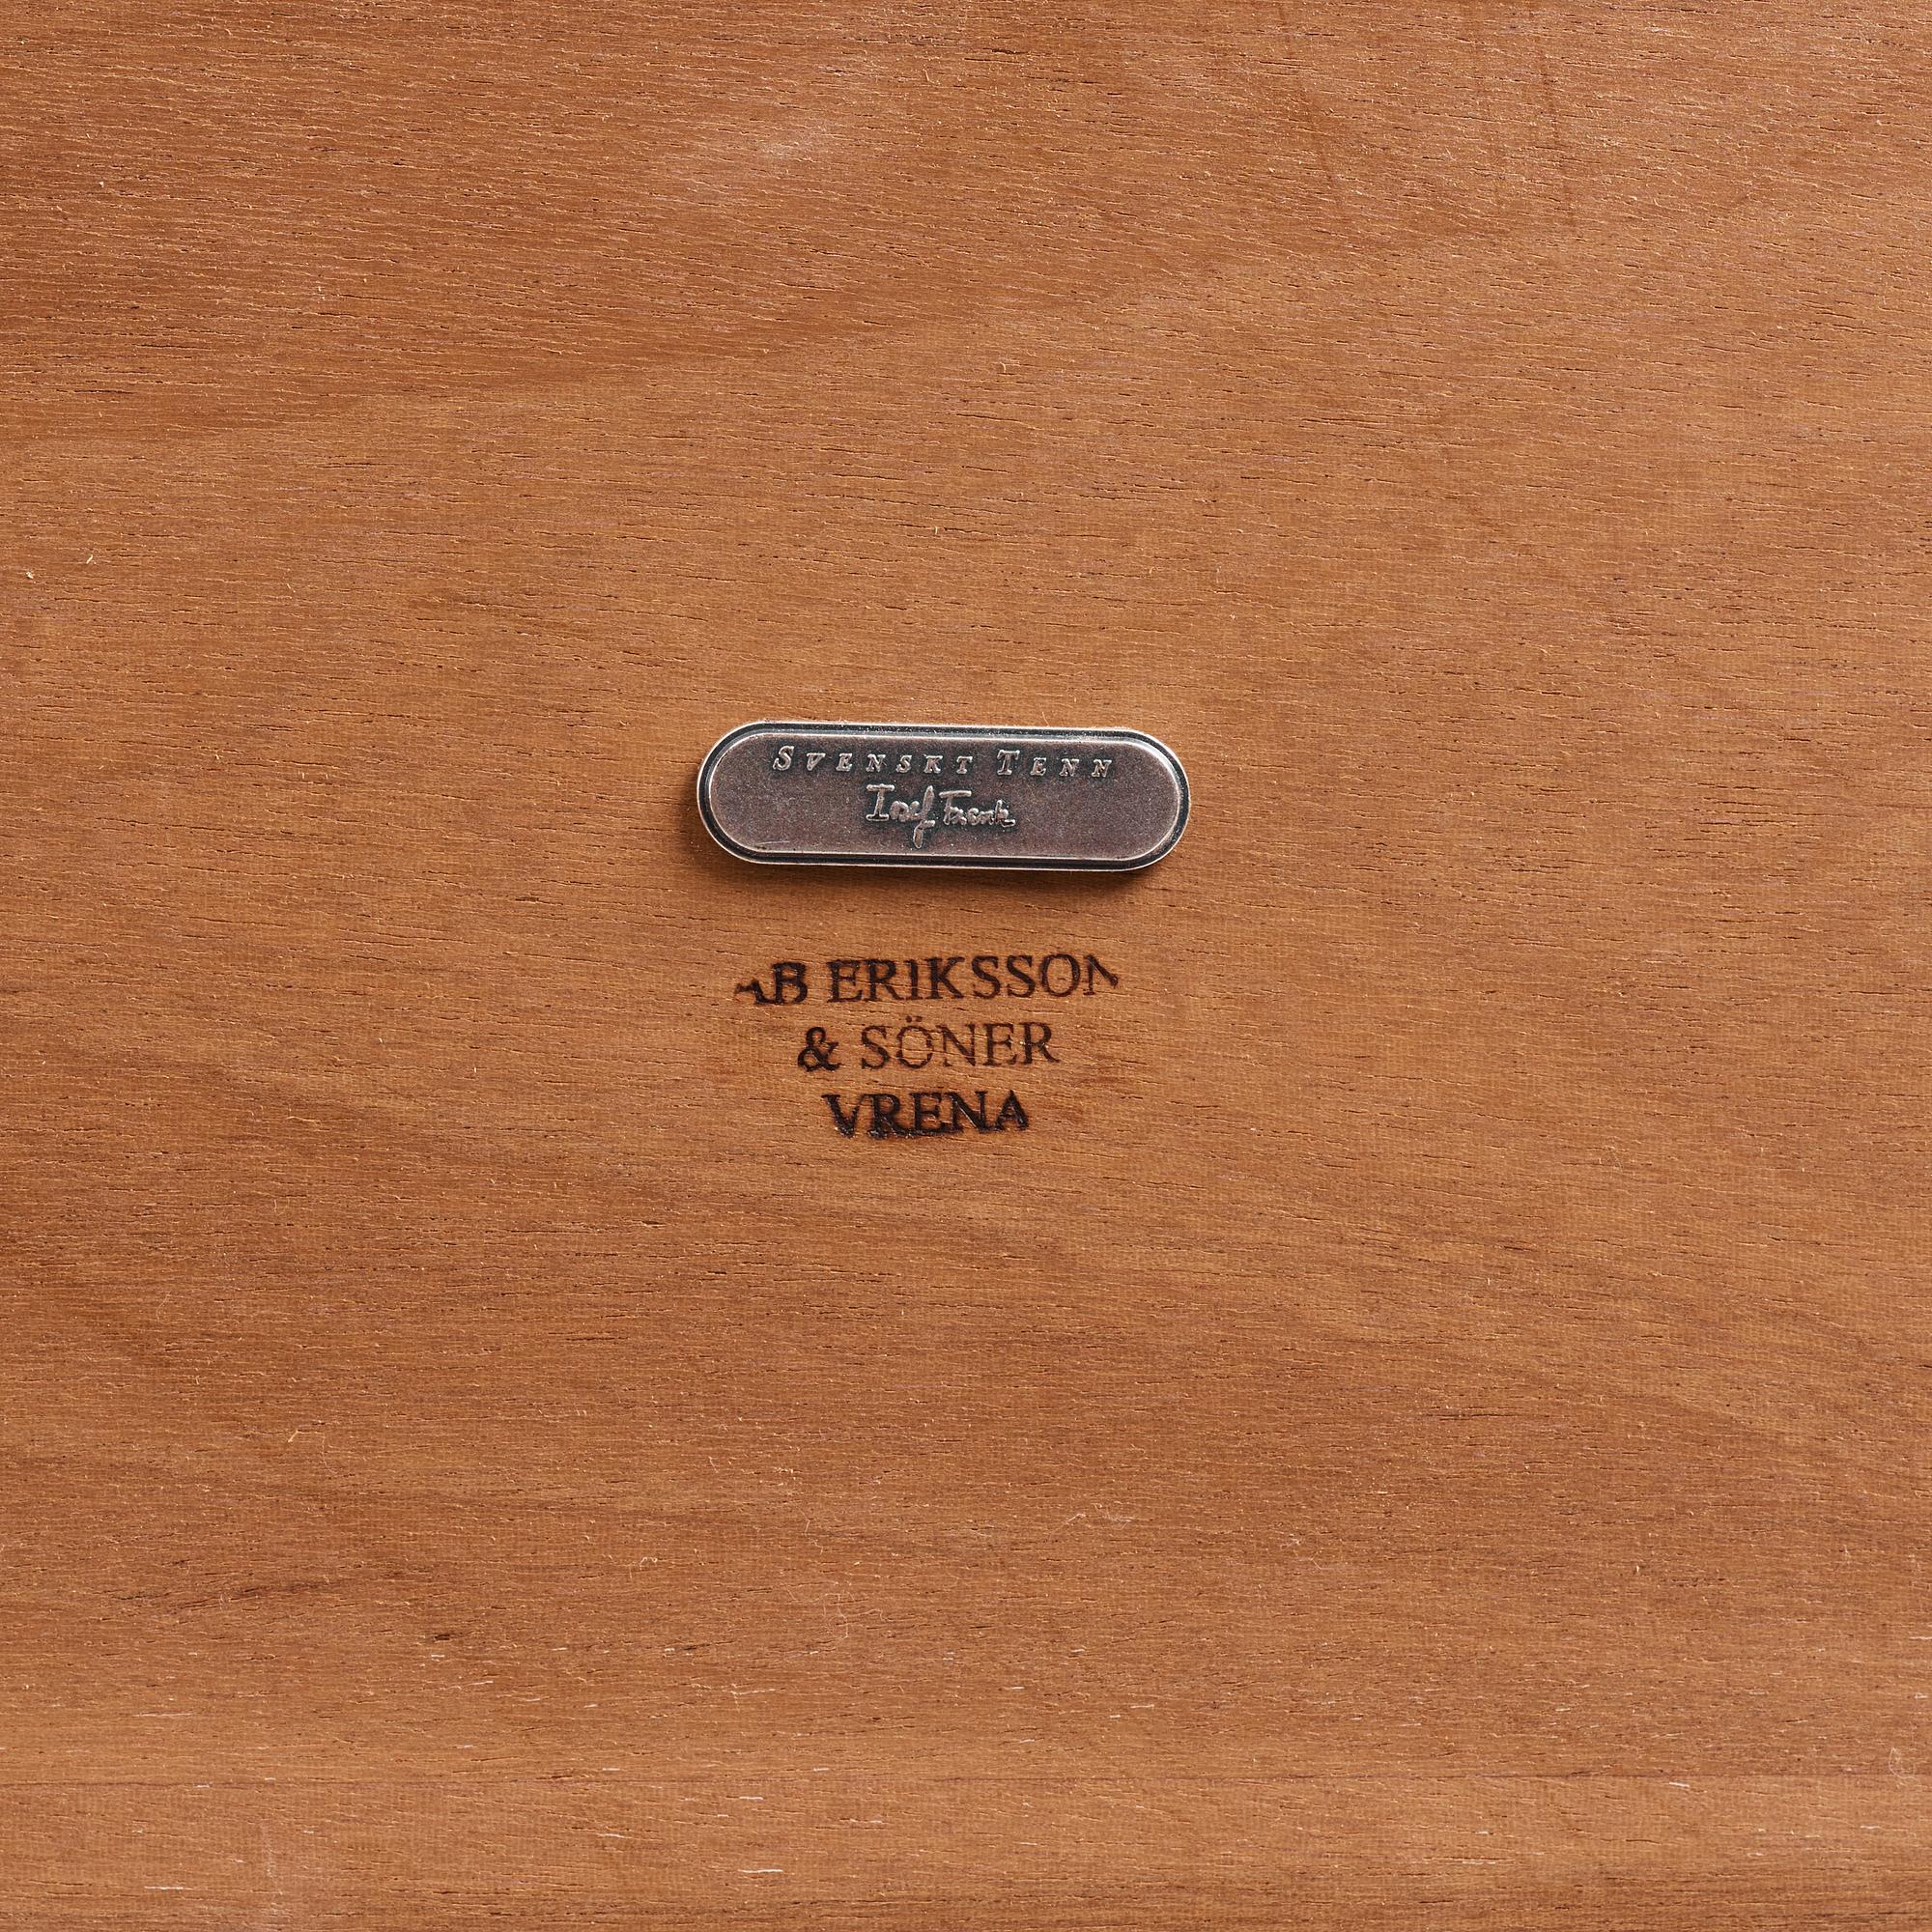 SVENSKT TENN
Josef Frank
AB ERIKSSON
& SÖNER
VRENA